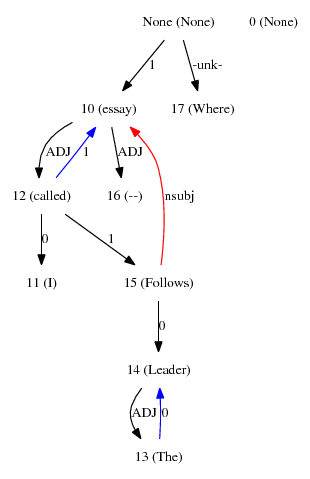 None (None) 0 (None)
1 -unk-
10 (essay) 17 (Where)
ADJ 1 ADJ
12 (called) 16 (--) nsubj
0 1
11 (I) 15 (Follows)
0
14 (Leader)
ADJ 0
13 (The)